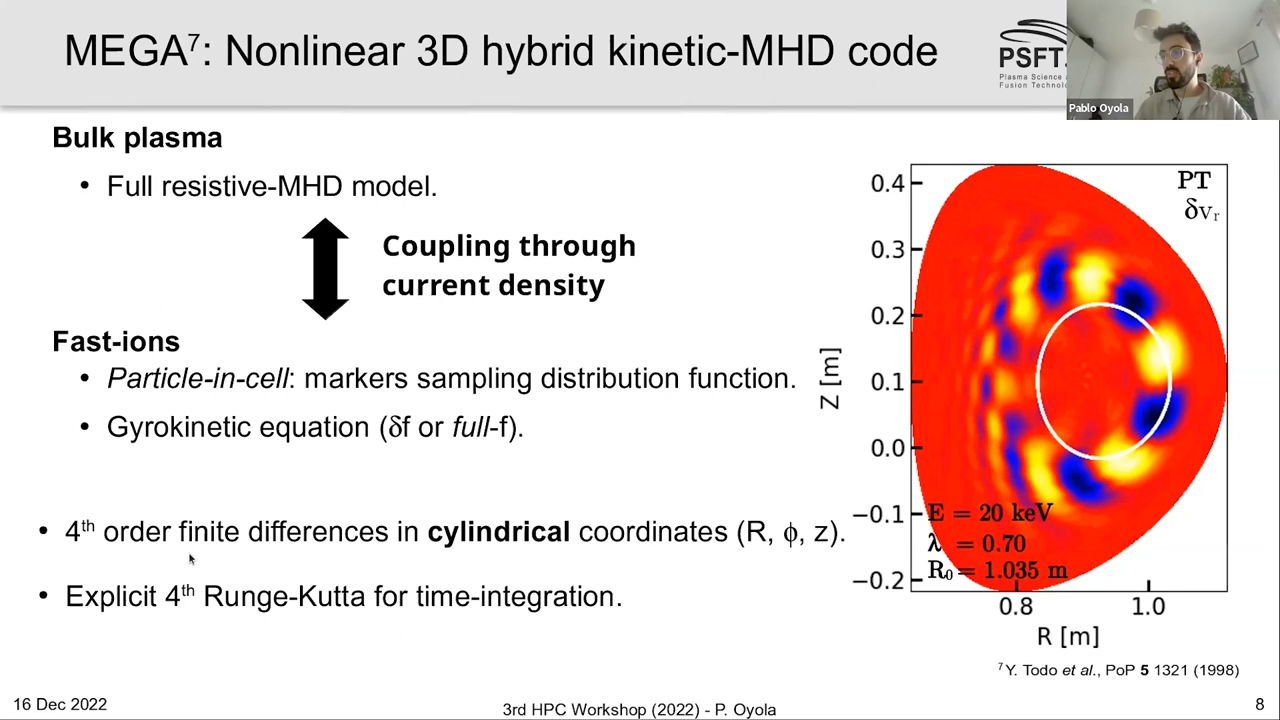 MEGA⁷: Nonlinear 3D hybrid kinetic-MHD code
PSFT
Plasma Science
Fusion Technol
Pablo Oyola
Bulk plasma
• Full resistive-MHD model.
Coupling through
current density
Fast-ions
• Particle-in-cell: markers sampling distribution function.
• Gyrokinetic equation (δf or full-f).
• 4th order finite differences in cylindrical coordinates (R, ϕ, z).
• Explicit 4th Runge-Kutta for time-integration.
PT
δvr
0.4
0.3
0.2
0.1
0.0
−0.1
−0.2
Z [m]
E = 20 keV
λ = 0.70
R₀ = 1.035 m
0.8 1.0
R [m]
⁷ Y. Todo et al., PoP 5 1321 (1998)
16 Dec 2022
3rd HPC Workshop (2022) - P. Oyola
8